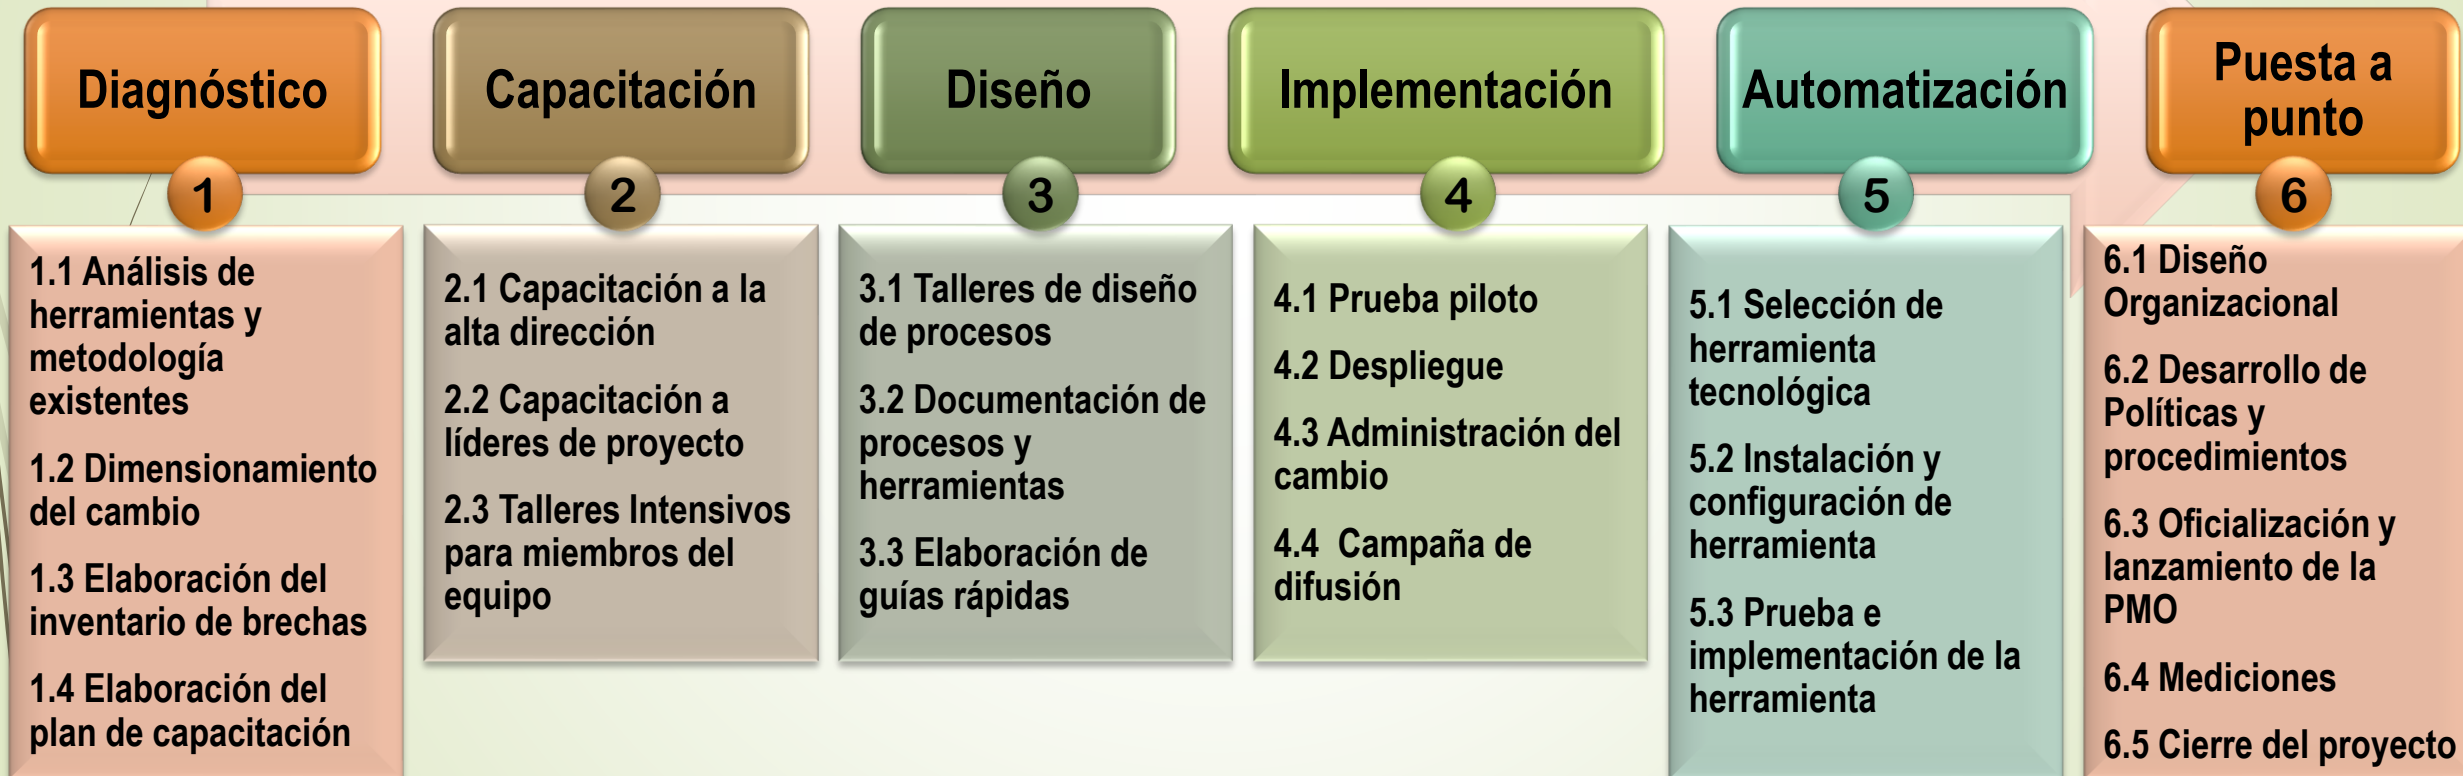 Diagnóstico
1
1.1 Análisis de
herramientas y
metodología
existentes
1.2 Dimensionamiento
del cambio
1.3 Elaboración del
inventario de brechas
1.4 Elaboración del
plan de capacitación
Capacitación
2
2.1 Capacitación a la
alta dirección
2.2 Capacitación a
líderes de proyecto
2.3 Talleres Intensivos
para miembros del
equipo
Diseño
3
3.1 Talleres de diseño
de procesos
3.2 Documentación de
procesos y
herramientas
3.3 Elaboración de
guías rápidas
Implementación
4
4.1 Prueba piloto
4.2 Despliegue
4.3 Administración del
cambio
4.4 Campaña de
difusión
Automatización
5
5.1 Selección de
herramienta
tecnológica
5.2 Instalación y
configuración de
herramienta
5.3 Prueba e
implementación de la
herramienta
Puesta a
punto
6
6.1 Diseño
Organizacional
6.2 Desarrollo de
Políticas y
procedimientos
6.3 Oficialización y
lanzamiento de la
PMO
6.4 Mediciones
6.5 Cierre del proyecto